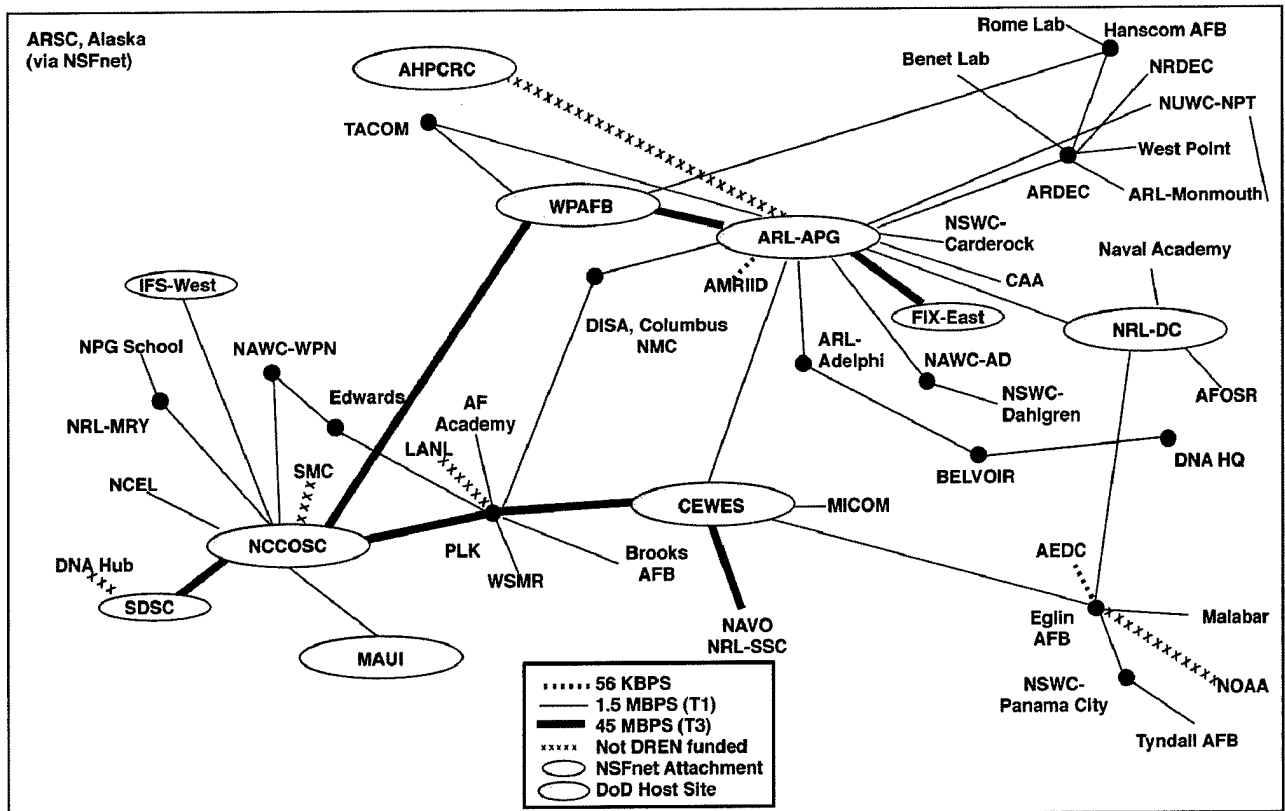 ARSC, Alaska
(via NSFnet)
Rome Lab
Hanscom AFB
AHPCRC
Benet Lab
NRDEC
NUWC-NPT
TACOM
West Point
ARDEC
ARL-Monmouth
WPAFB
ARL-APG
NSWC-
Carderock
Naval Academy
IFS-West
AMRIID
CAA
DISA, Columbus
NMC
FIX-East
NRL-DC
NPG School
NAWC-WPN
ARL-
Adelphi
NAWC-AD
Edwards
AF
Academy
NSWC-
Dahlgren
AFOSR
NRL-MRY
LANL
SMC
BELVOIR
DNA HQ
NCEL
CEWES
MICOM
NCCOSC
PLK
Brooks
AFB
AEDC
DNA Hub
WSMR
SDSC
Eglin
AFB
Malabar
NAVO
NRL-SSC
MAUI
NSWC-
Panama City
NOAA
Tyndall AFB
56 KBPS
1.5 MBPS (T1)
45 MBPS (T3)
Not DREN funded
NSFnet Attachment
DoD Host Site